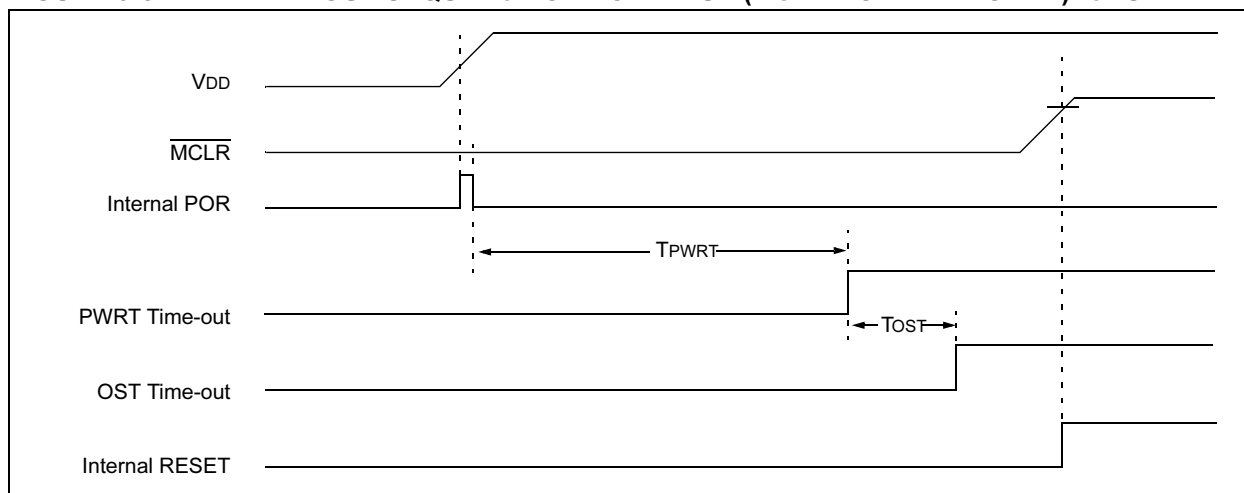 VDD
MCLR
Internal POR
TPWRT
PWRT Time-out
TOST
OST Time-out
Internal RESET